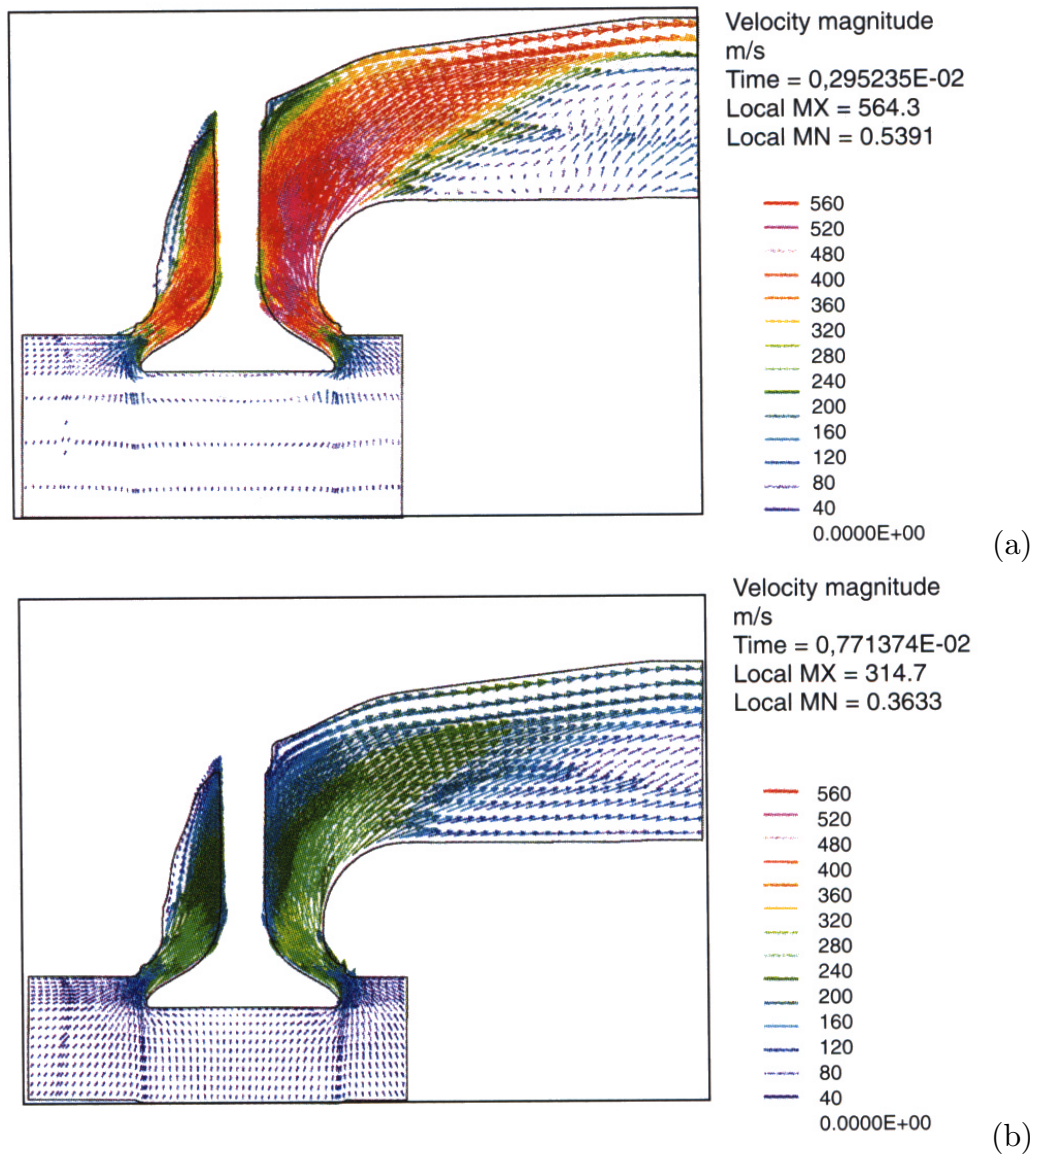 Velocity magnitude
m/s
Time = 0,295235E-02
Local MX = 564.3
Local MN = 0.5391
560
520
480
400
360
320
280
240
200
160
120
80
40
0.0000E+00
(a)
Velocity magnitude
m/s
Time = 0,771374E-02
Local MX = 314.7
Local MN = 0.3633
560
520
480
400
360
320
280
240
200
160
120
80
40
0.0000E+00
(b)